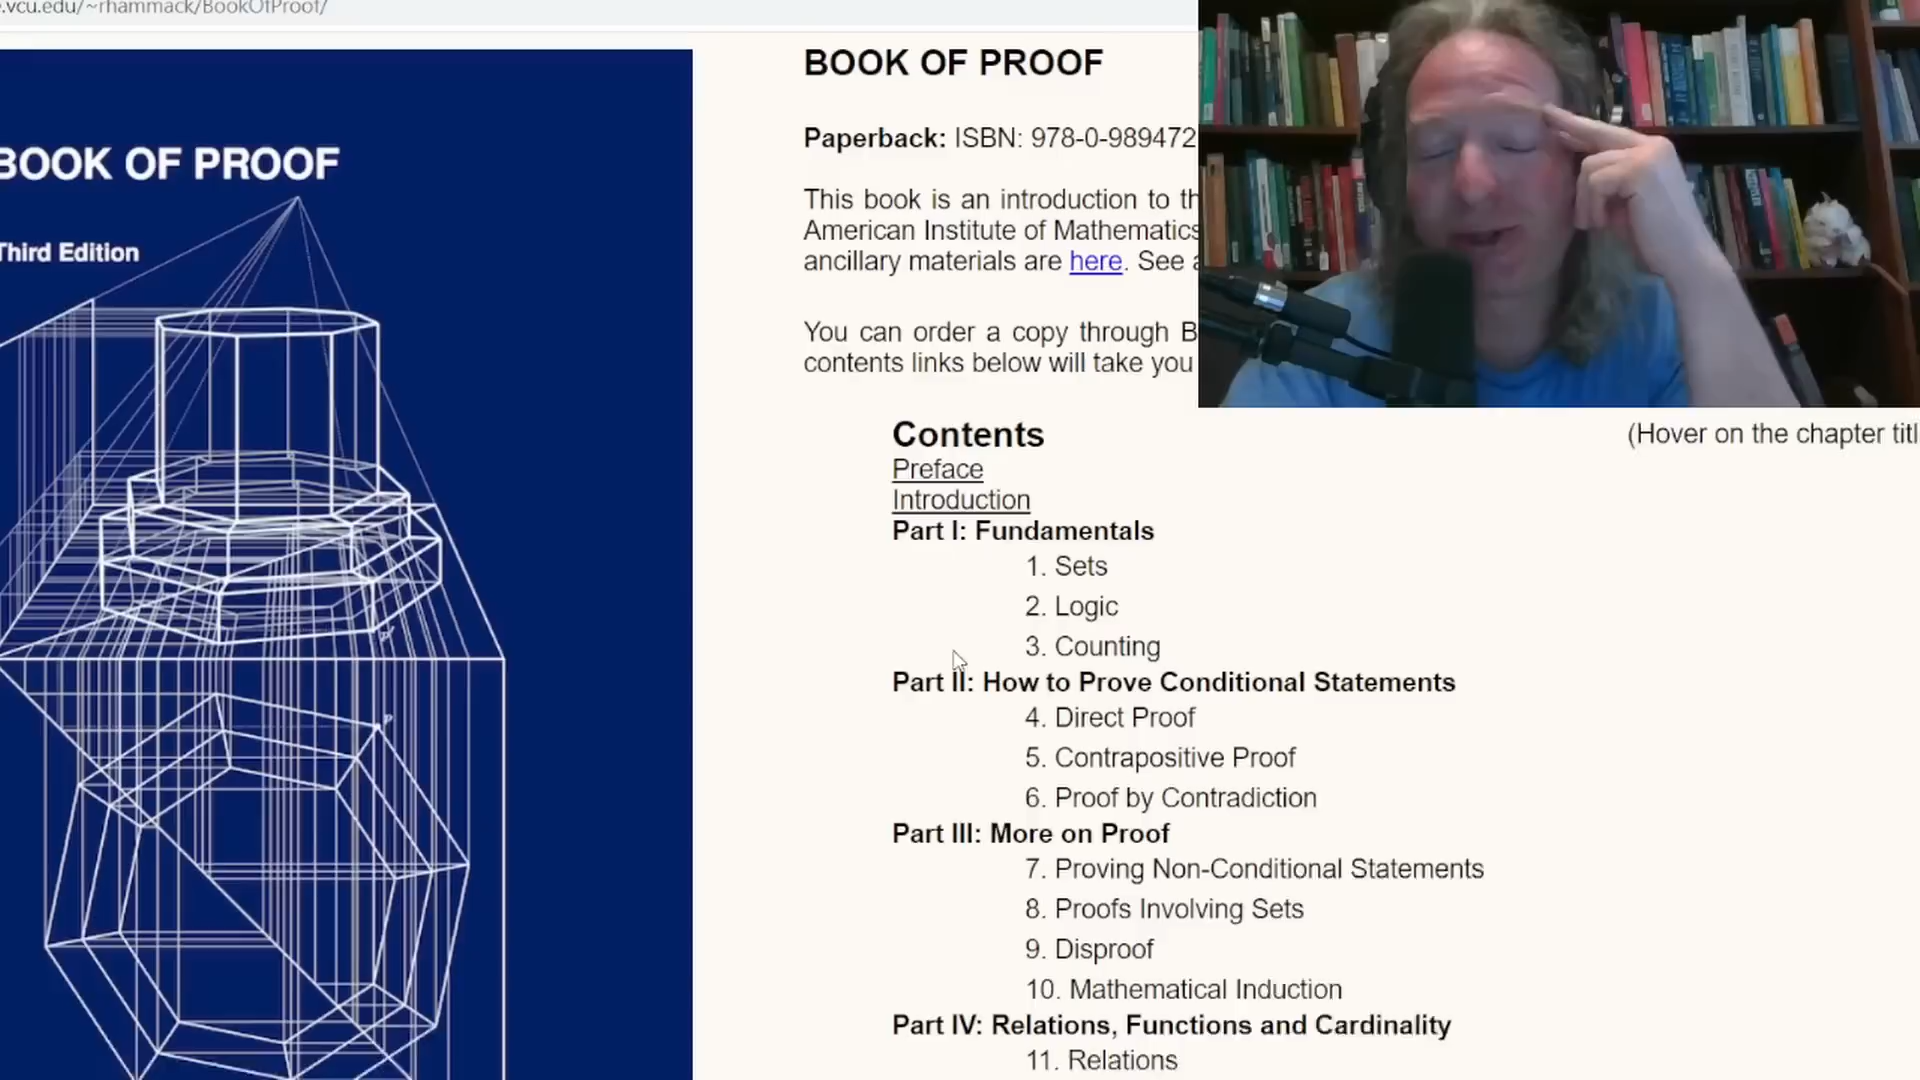 .vcu.edu/~rhammack/BookOfProof/
BOOK OF PROOF
Third Edition
P
BOOK OF PROOF
Paperback: ISBN: 978-0-989472
This book is an introduction to th
American Institute of Mathematics
ancillary materials are here. See a
You can order a copy through B
contents links below will take you
Contents
(Hover on the chapter titl
Preface
Introduction
Part I: Fundamentals
1. Sets
2. Logic
3. Counting
Part II: How to Prove Conditional Statements
4. Direct Proof
5. Contrapositive Proof
6. Proof by Contradiction
Part III: More on Proof
7. Proving Non-Conditional Statements
8. Proofs Involving Sets
9. Disproof
10. Mathematical Induction
Part IV: Relations, Functions and Cardinality
11. Relations